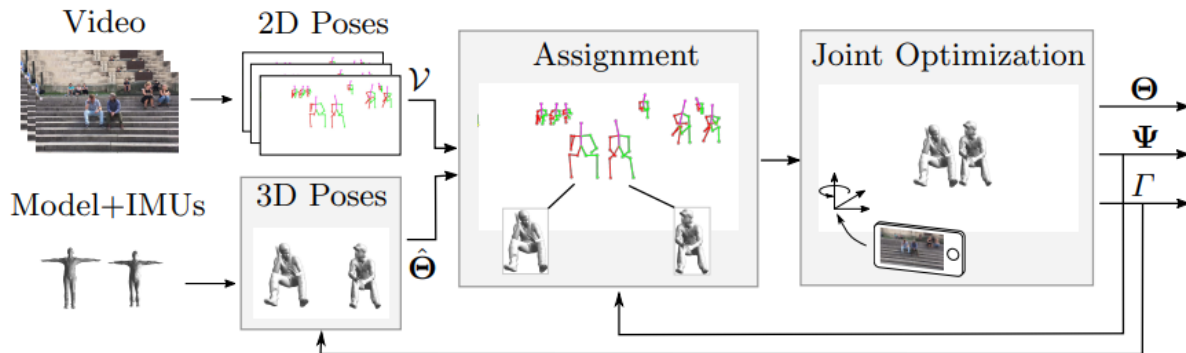 Video
2D Poses
𝒱
Assignment
Joint Optimization
Θ
Ψ
Γ
Model+IMUs
3D Poses
Θ̂